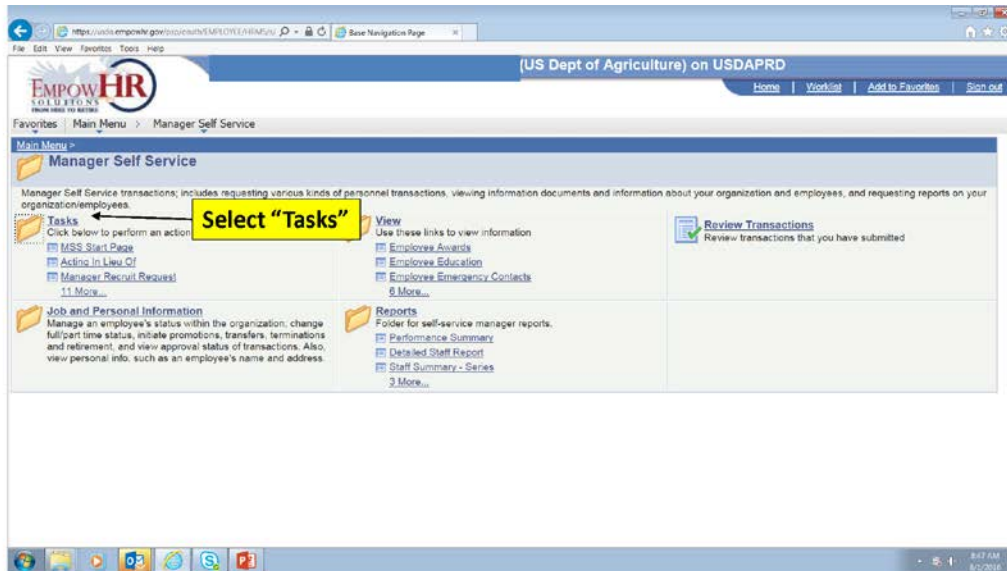 Base Navigation Page
File Edit View Favorites Tools Help
(US Dept of Agriculture) on USDAPRD
EMPOWHR
SOLUTIONS
FROM HIRE TO RETIRE
Home | Worklist | Add to Favorites | Sign out
Favorites | Main Menu > Manager Self Service
Main Menu >
Manager Self Service
Manager Self Service transactions; includes requesting various kinds of personnel transactions, viewing information documents and information about your organization and employees, and requesting reports on your
organization/employees.
Tasks
Click below to perform an action
MSS Start Page
Acting In Lieu Of
Manager Recruit Request
11 More...
Select “Tasks”
View
Use these links to view information
Employee Awards
Employee Education
Employee Emergency Contacts
6 More...
Review Transactions
Review transactions that you have submitted
Job and Personal Information
Manage an employee's status within the organization, change
full/part time status, initiate promotions, transfers, terminations
and retirement, and view approval status of transactions. Also,
view personal info, such as an employee's name and address.
Reports
Folder for self-service manager reports.
Performance Summary
Detailed Staff Report
Staff Summary - Series
3 More...
8:47 AM
6/1/2016